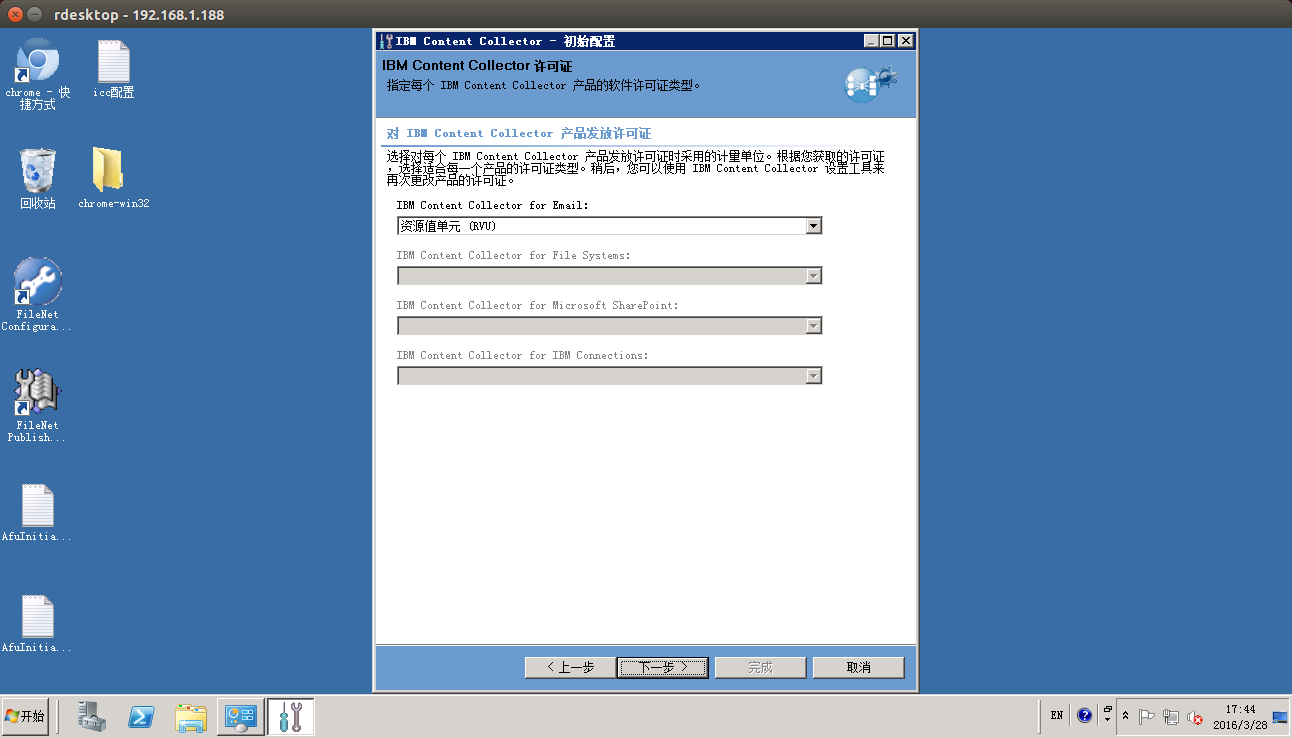 rdesktop - 192.168.1.188
chrome - 快
捷方式
icc配置
回收站
chrome-win32
FileNet
Configura...
FileNet
Publish...
AfuInitia...
AfuInitia...
IBM Content Collector - 初始配置
IBM Content Collector 许可证
指定每个 IBM Content Collector 产品的软件许可证类型。
对 IBM Content Collector 产品发放许可证
选择对每个 IBM Content Collector 产品发放许可证时采用的计量单位。根据您获取的许可证
，选择适合每一个产品的许可证类型。稍后，您可以使用 IBM Content Collector 设置工具来
再次更改产品的许可证。
IBM Content Collector for Email:
资源值单元 (RVU)
IBM Content Collector for File Systems:
IBM Content Collector for Microsoft SharePoint:
IBM Content Collector for IBM Connections:
< 上一步
下一步 >
完成
取消
开始
EN
17:44
2016/3/28